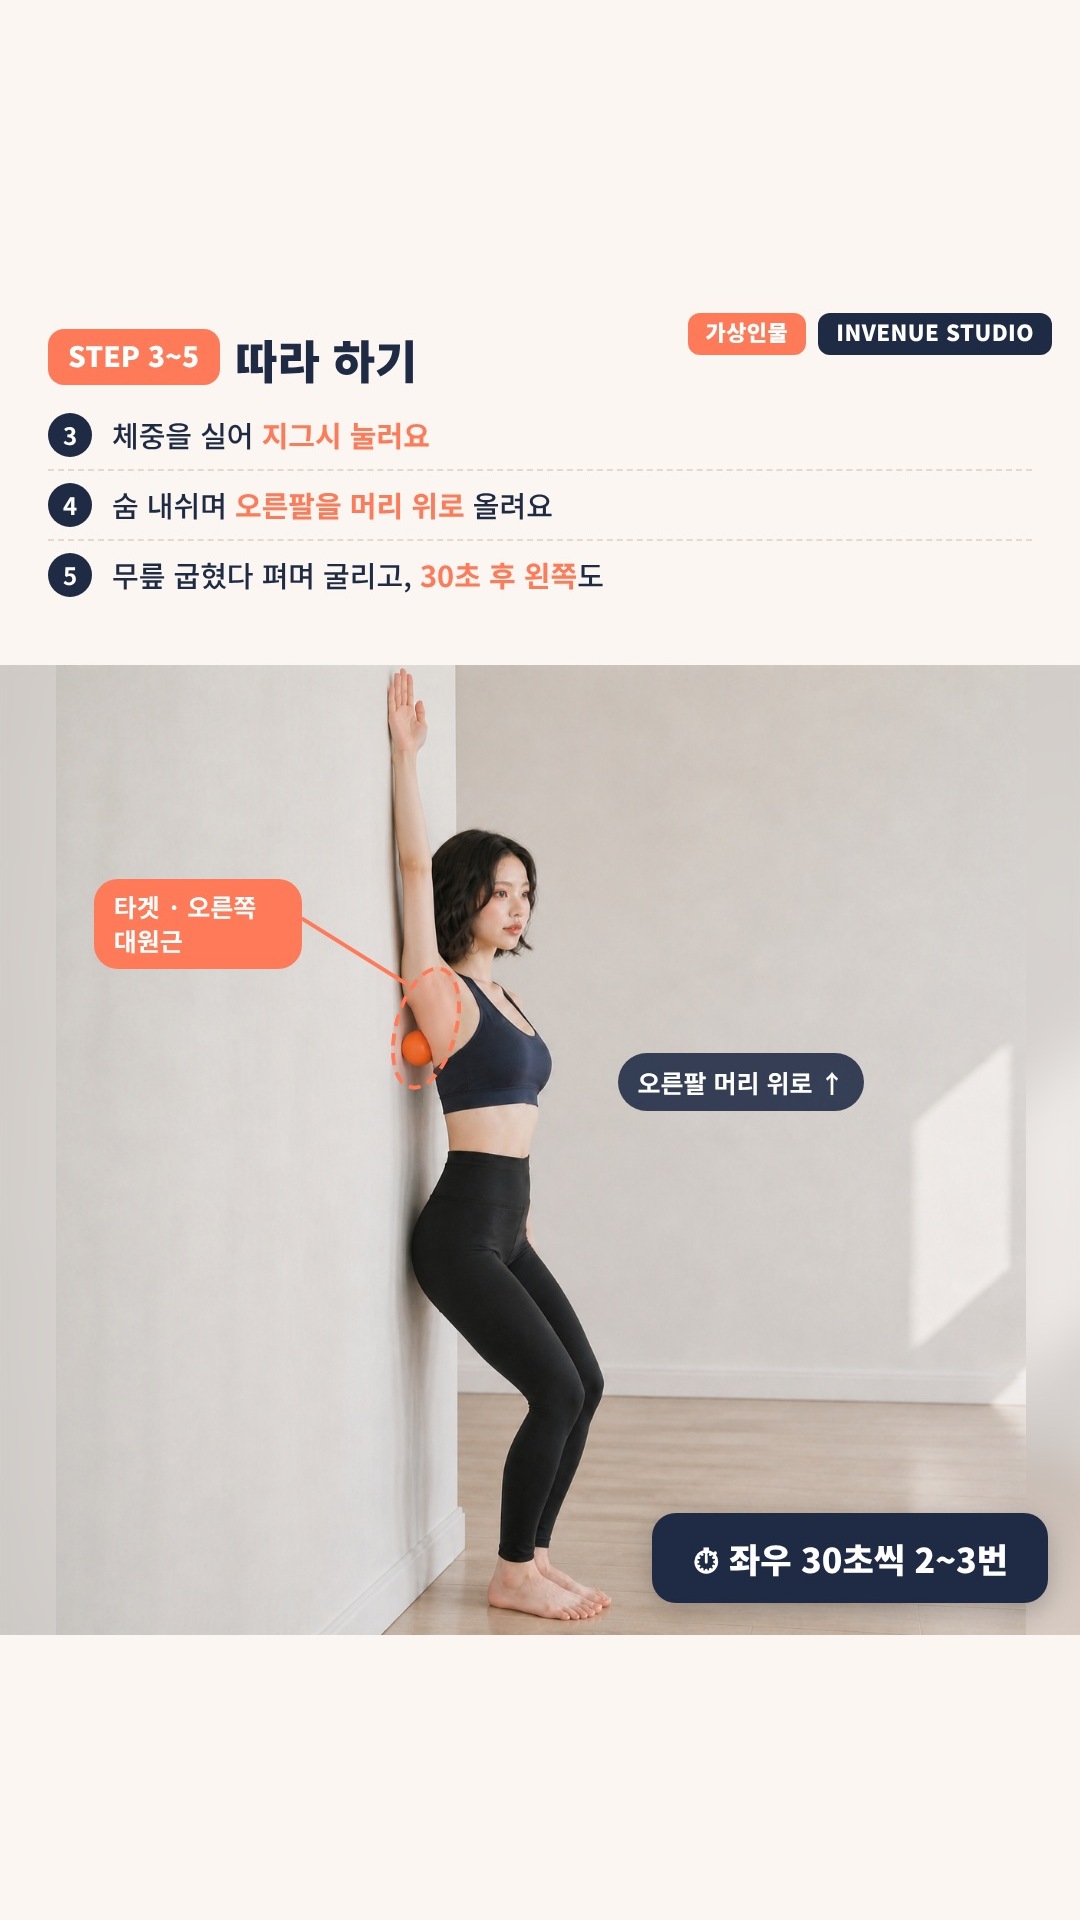 STEP 3~5 따라 하기
가상인물 INVENUE STUDIO
3 체중을 실어 지그시 눌러요
4 숨 내쉬며 오른팔을 머리 위로 올려요
5 무릎 굽혔다 펴며 굴리고, 30초 후 왼쪽도
타겟 · 오른쪽
대원근
오른팔 머리 위로 ↑
⏱ 좌우 30초씩 2~3번